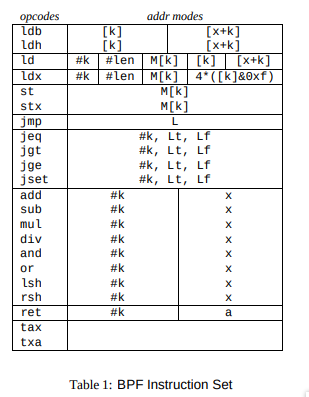 opcodes addr modes
ldb [k] [x+k]
ldh [k] [x+k]
ld #k #len M[k] [k] [x+k]
ldx #k #len M[k] 4*([k]&0xf)
st M[k]
stx M[k]
jmp L
jeq #k, Lt, Lf
jgt #k, Lt, Lf
jge #k, Lt, Lf
jset #k, Lt, Lf
add #k x
sub #k x
mul #k x
div #k x
and #k x
or #k x
lsh #k x
rsh #k x
ret #k a
tax
txa
Table 1: BPF Instruction Set